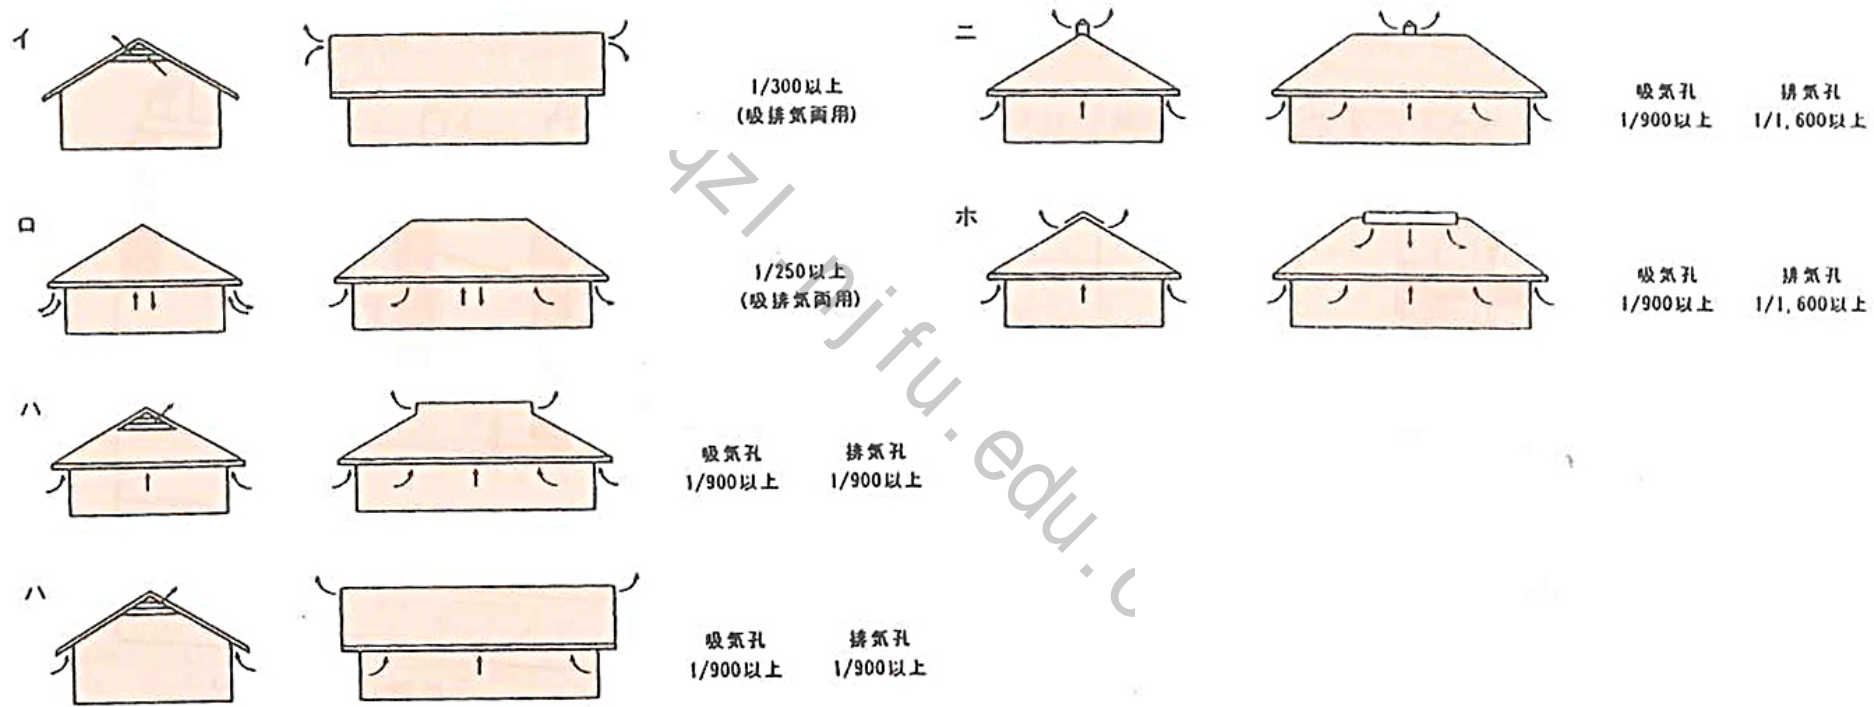 イ
1/300以上
(吸排気両用)
ロ
1/250以上
(吸排気両用)
ハ
吸気孔 排気孔
1/900以上 1/900以上
ハ
吸気孔 排気孔
1/900以上 1/900以上
ニ
吸気孔 排気孔
1/900以上 1/1,600以上
ホ
吸気孔 排気孔
1/900以上 1/1,600以上
qzl.njfu.edu.c